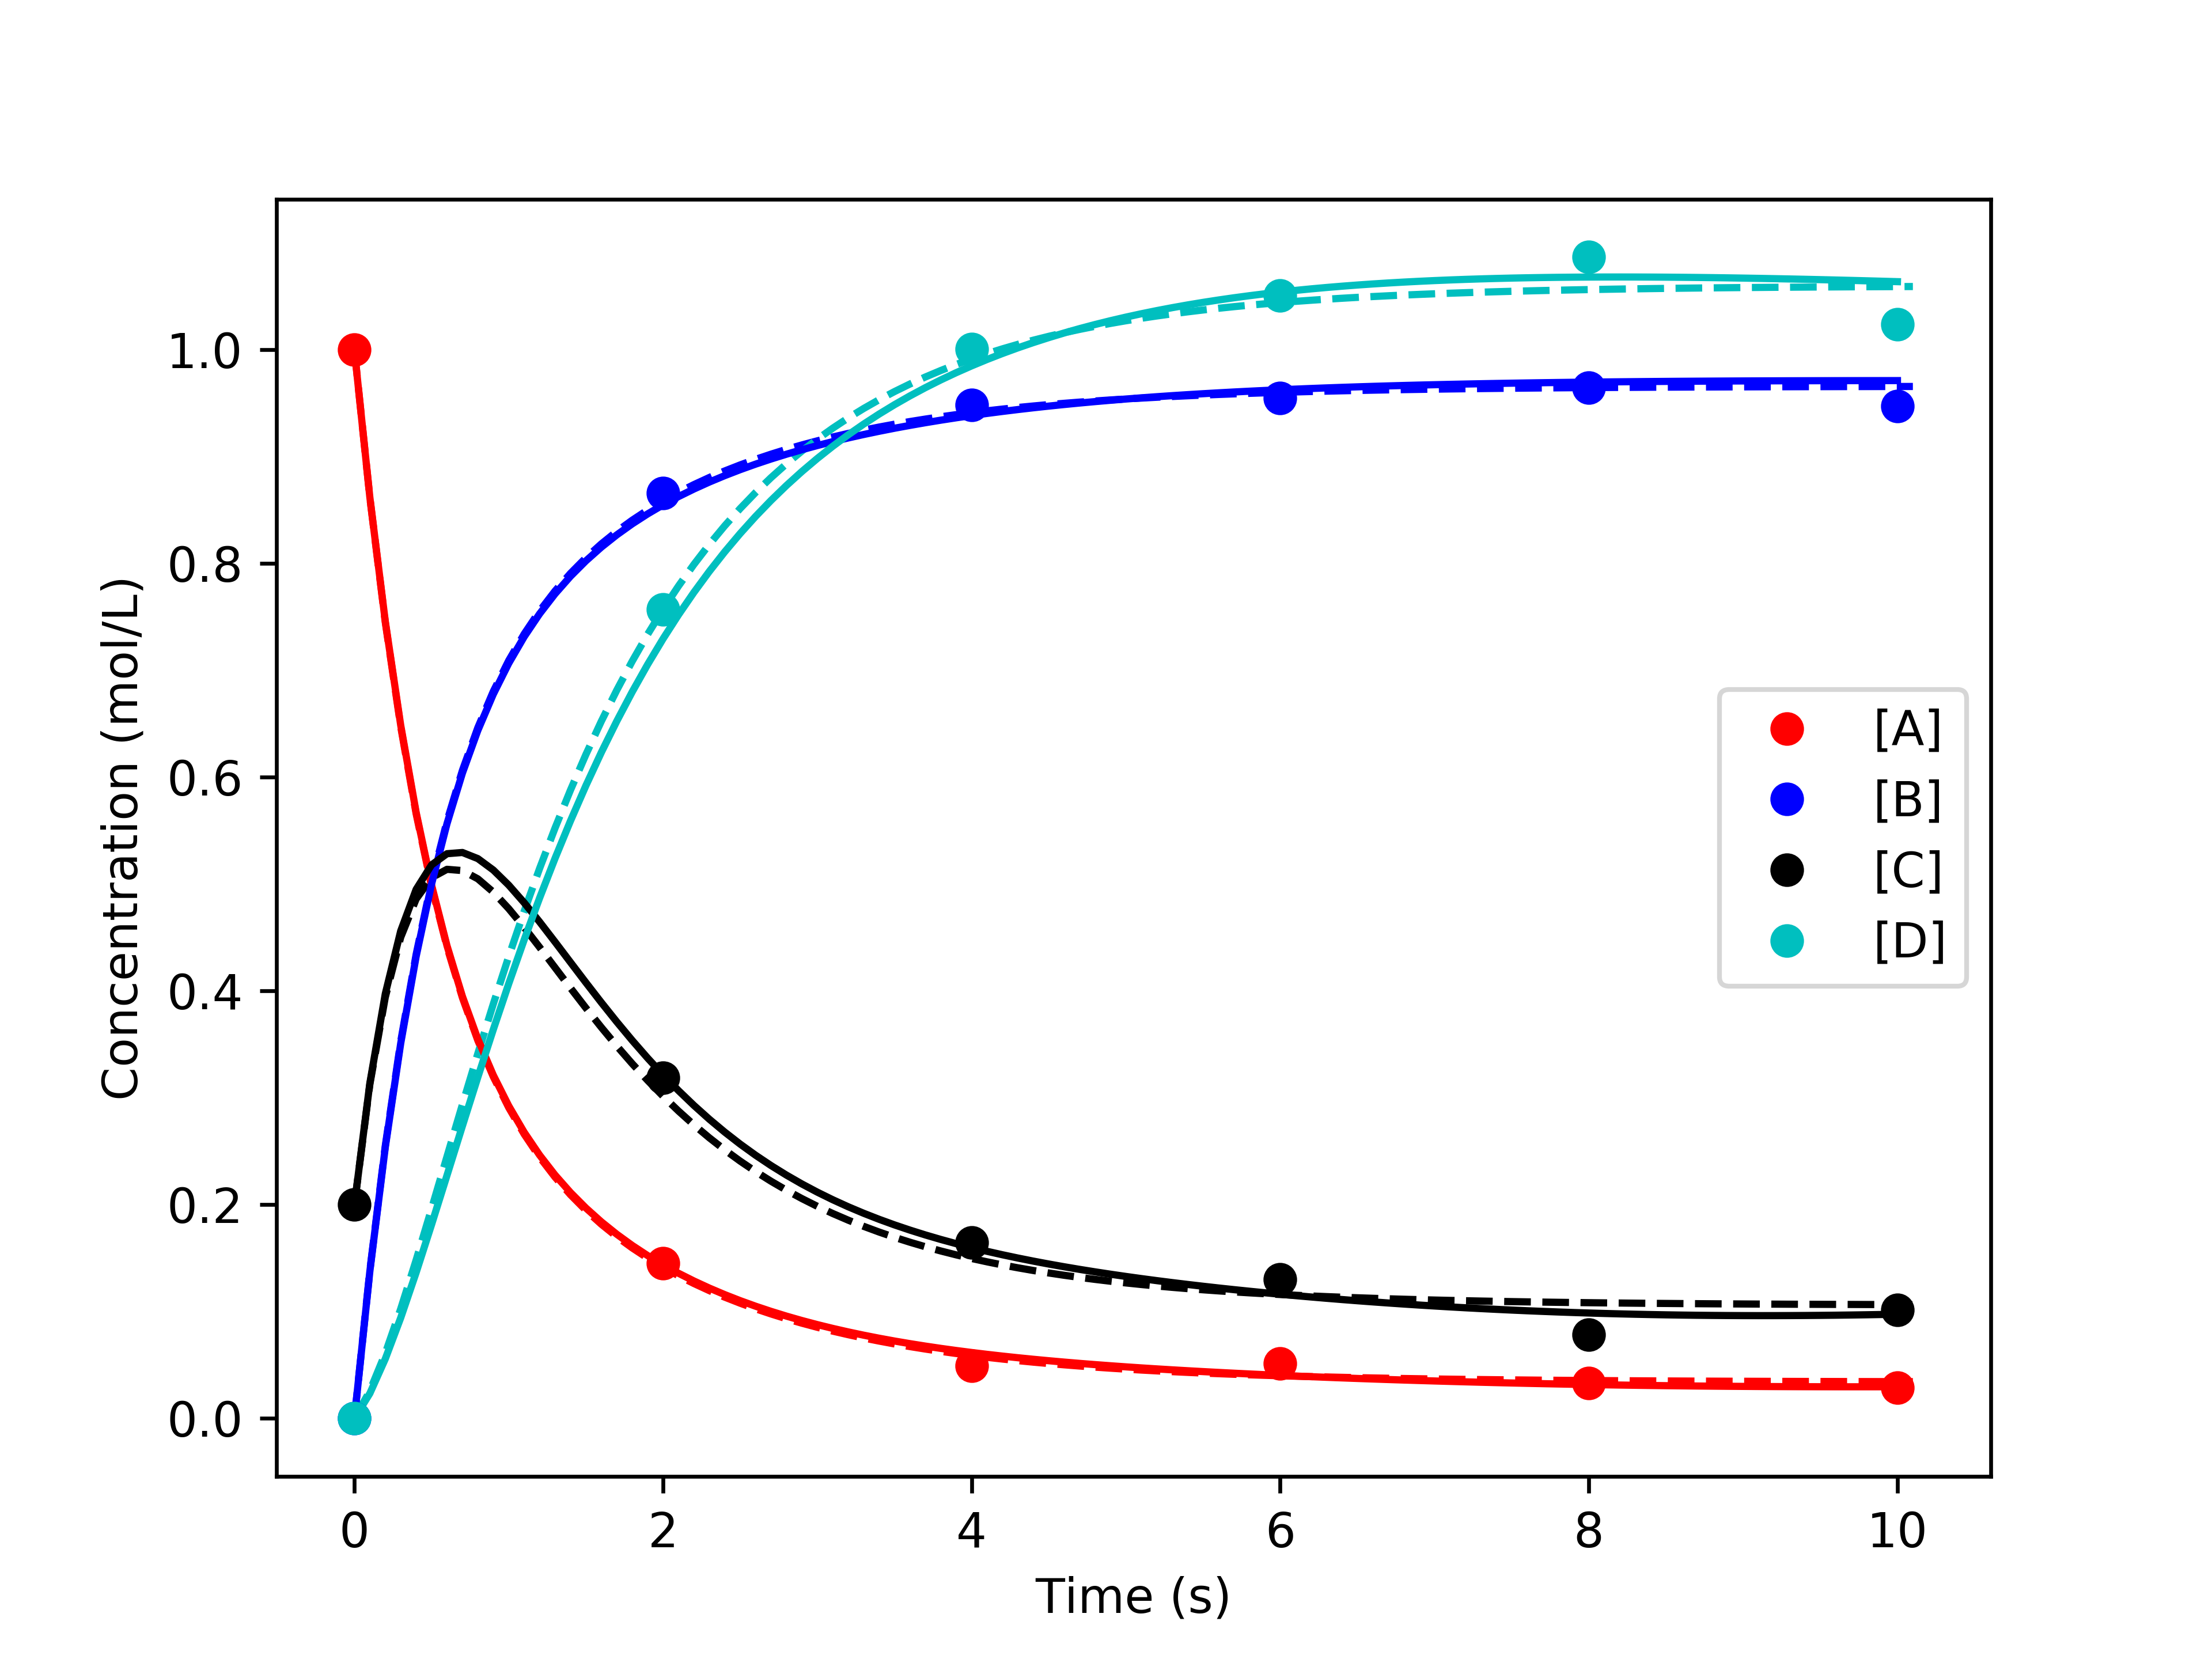 Concentration (mol/L)
1.0
0.8
0.6
0.4
0.2
0.0
[A]
[B]
[C]
[D]
0 2 4 6 8 10
Time (s)